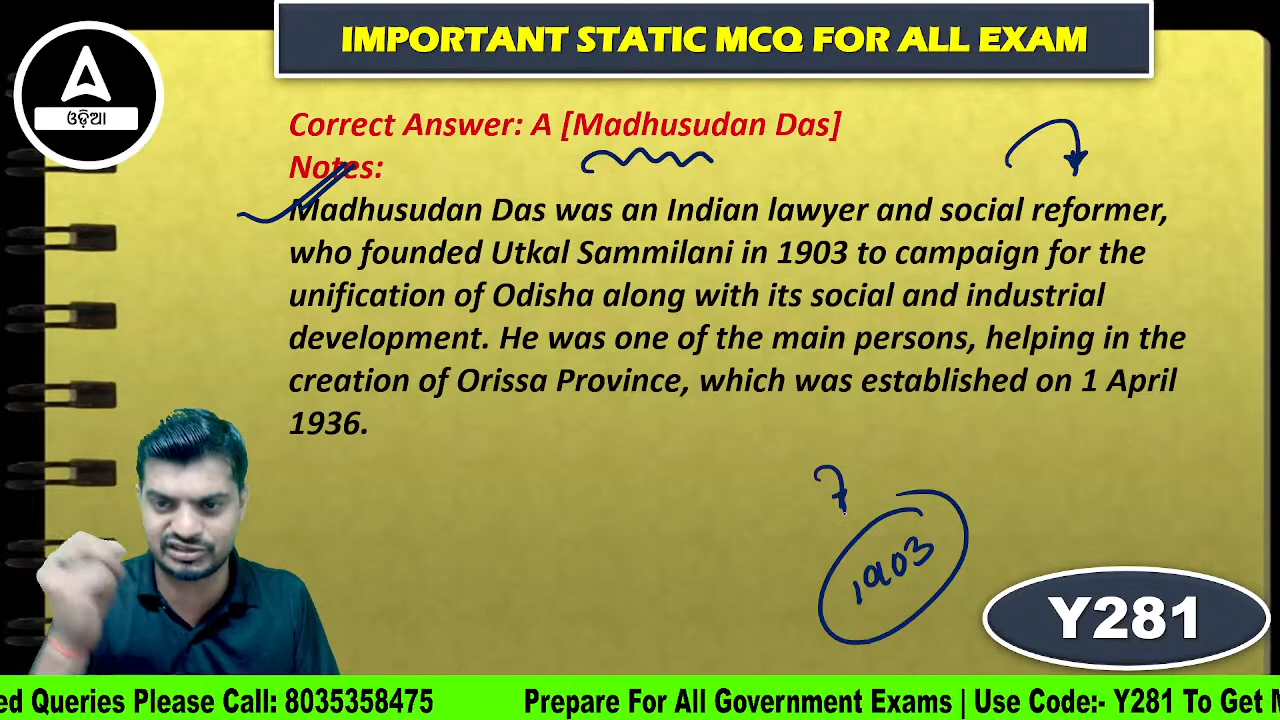 IMPORTANT STATIC MCQ FOR ALL EXAM
ଓଡ଼ିଆ
Correct Answer: A [Madhusudan Das]
Notes:
Madhusudan Das was an Indian lawyer and social reformer,
who founded Utkal Sammilani in 1903 to campaign for the
unification of Odisha along with its social and industrial
development. He was one of the main persons, helping in the
creation of Orissa Province, which was established on 1 April
1936.
7
1903
Y281
ed Queries Please Call: 8035358475 Prepare For All Government Exams | Use Code:- Y281 To Get